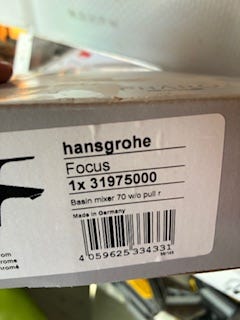 hansgrohe
Focus
1x 31975000
Basin mixer 70 w/o pull r
Made in Germany
4 059625 334331